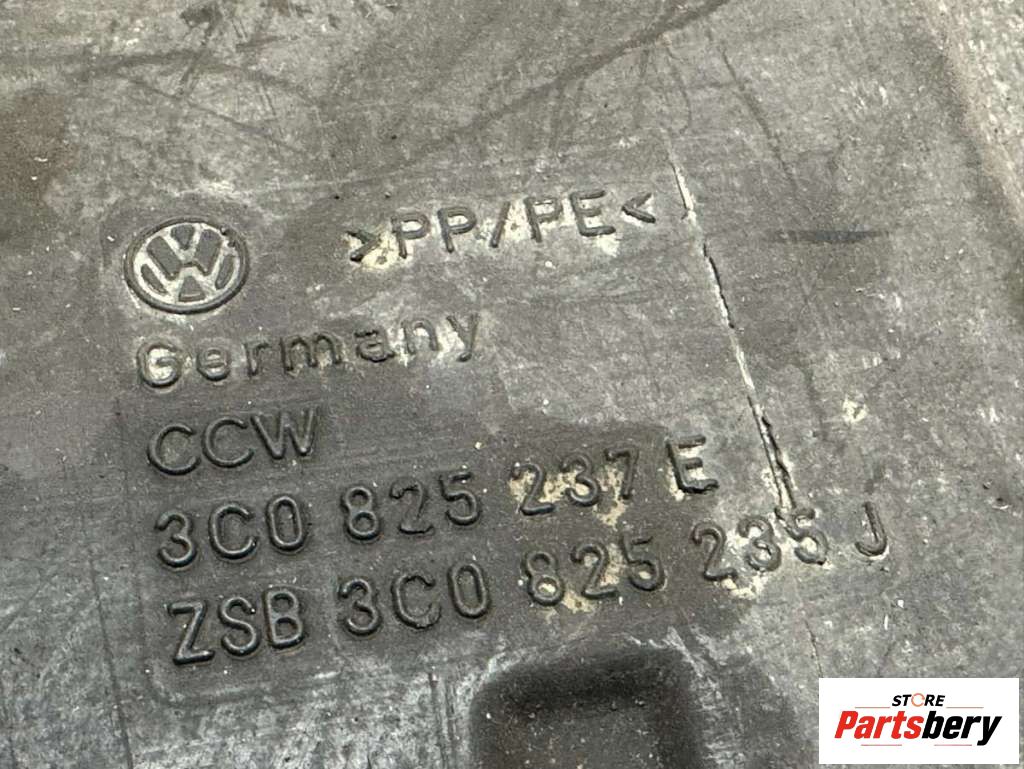 >PP/PE<
Germany
CCW
3C0 825 237 E
ZSB 3C0 825 235 J
STORE
Partsbery